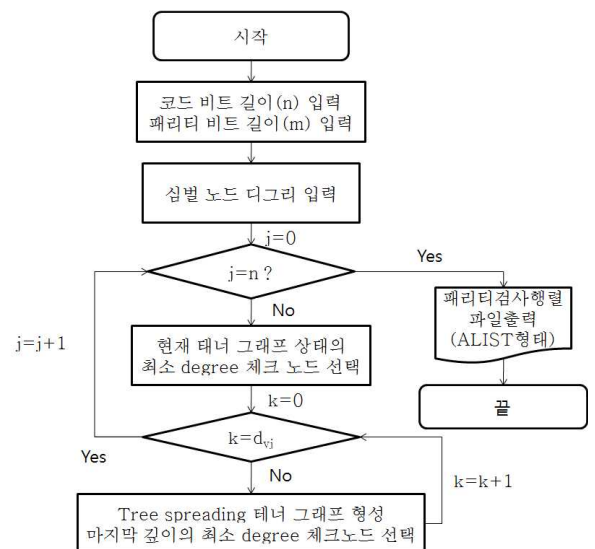 시작
코드 비트 길이(n) 입력
패리티 비트 길이(m) 입력
심벌 노드 디그리 입력
j=0
j=n ?
Yes
No
패리티검사행렬
파일출력
(ALIST형태)
끝
j=j+1
현재 태너 그래프 상태의
최소 degree 체크 노드 선택
k=0
k=dvj
Yes
No
k=k+1
Tree spreading 태너 그래프 형성
마지막 깊이의 최소 degree 체크노드 선택